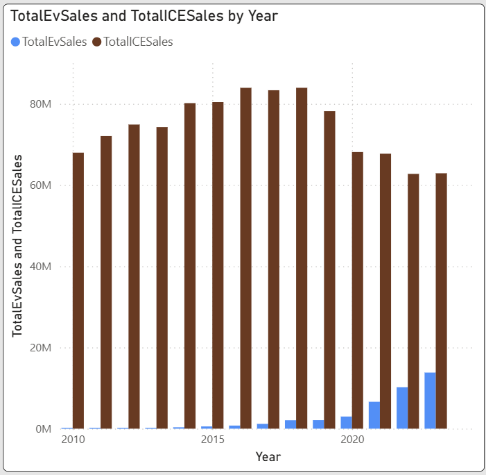 TotalEvSales and TotalICESales by Year
TotalEvSales TotalICESales
80M
60M
40M
20M
0M
TotalEvSales and TotalICESales
2010 2015 2020
Year